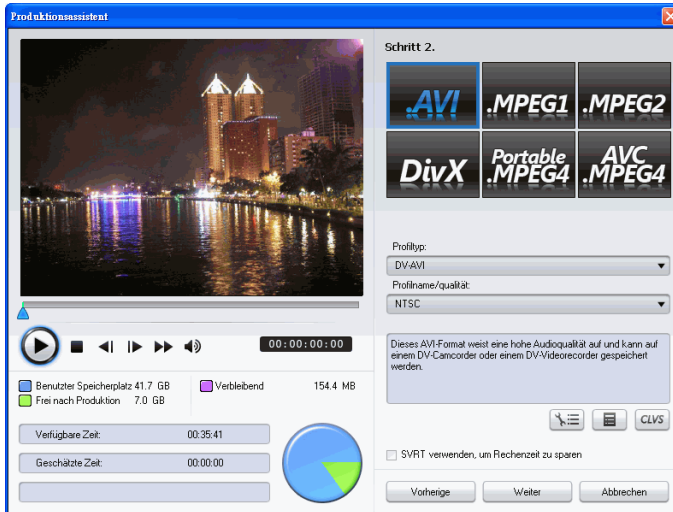 Produktionsassistent
Schritt 2.
.AVI
.MPEG1
.MPEG2
DivX
Portable
.MPEG4
AVC
.MPEG4
Profiltyp:
DV-AVI
Profilname/qualität:
NTSC
00:00:00:00
Dieses AVI-Format weist eine hohe Audioqualität auf und kann auf
einem DV-Camcorder oder einem DV-Videorecorder gespeichert
werden.
Benutzter Speicherplatz 41.7 GB
Verbleibend 154.4 MB
Frei nach Produktion 7.0 GB
CLVS
Verfügbare Zeit: 00:35:41
Geschätzte Zeit: 00:00:00
SVRT verwenden, um Rechenzeit zu sparen
Vorherige
Weiter
Abbrechen